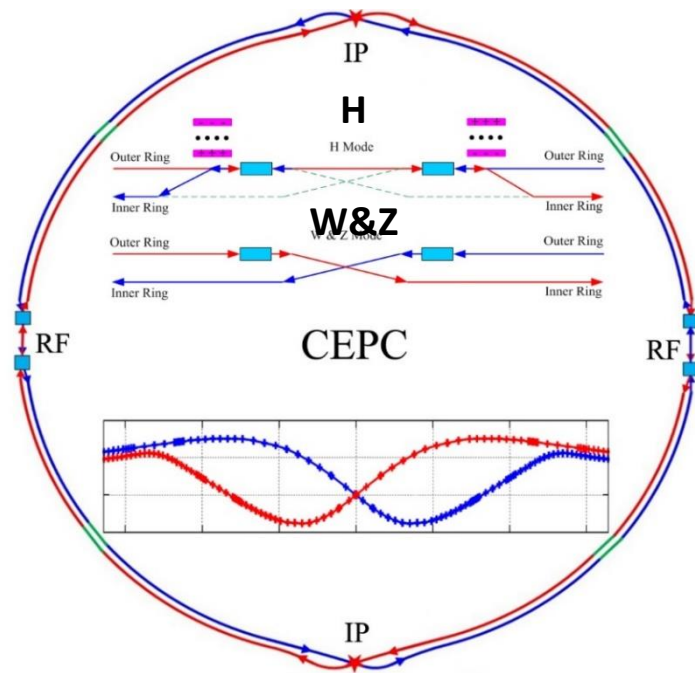 IP
H
H Mode
Outer Ring
Outer Ring
Inner Ring
Inner Ring
W&Z
W & Z Mode
Outer Ring
Outer Ring
Inner Ring
Inner Ring
RF
CEPC
RF
IP